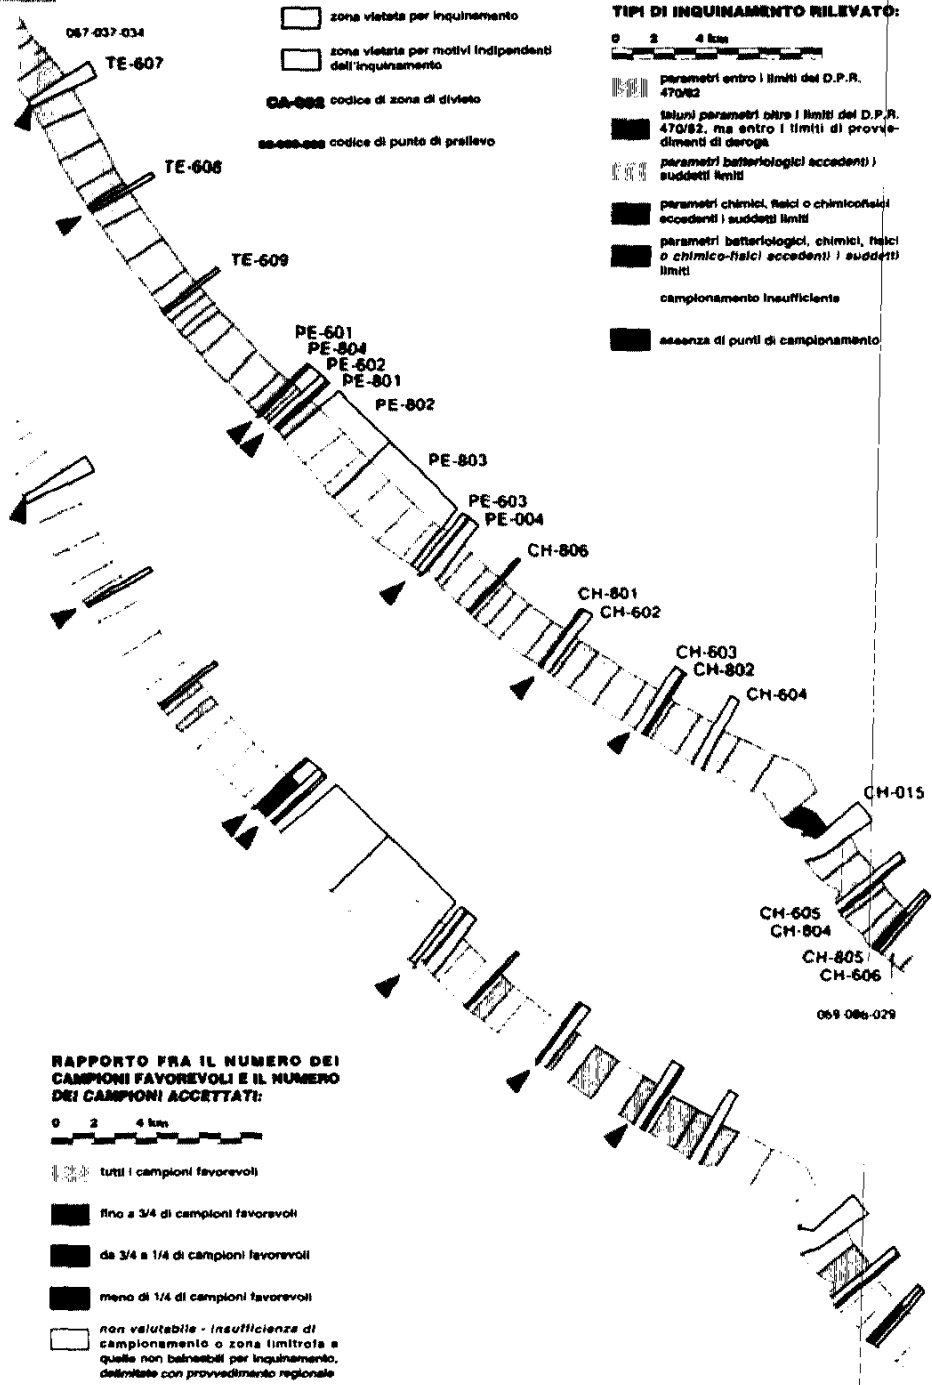 zona vietata per inquinamento
zona vietata per motivi indipendenti
dell'inquinamento
CA-002 codice di zona di divieto
codice di punto di prelievo
TIPI DI INQUINAMENTO RILEVATO:
0 2 4 km
parametri entro i limiti del D.P.R.
470/82
taluni parametri oltre i limiti del D.P.R.
470/82, ma entro i limiti di provve-
dimenti di deroga
parametri batteriologici eccedenti i
suddetti limiti
parametri chimici, fisici o chimicofisici
eccedenti i suddetti limiti
parametri batteriologici, chimici, fisici
o chimico-fisici eccedenti i suddetti
limiti
campionamento insufficiente
assenza di punti di campionamento
067-037-034
TE-607
TE-608
TE-609
PE-601
PE-804
PE-602
PE-801
PE-802
PE-803
PE-603
PE-004
CH-806
CH-801
CH-602
CH-603
CH-802
CH-604
CH-015
CH-605
CH-804
CH-805
CH-606
069-086-029
RAPPORTO FRA IL NUMERO DEI
CAMPIONI FAVOREVOLI E IL NUMERO
DEI CAMPIONI ACCETTATI:
0 2 4 km
tutti i campioni favorevoli
fino a 3/4 di campioni favorevoli
da 3/4 a 1/4 di campioni favorevoli
meno di 1/4 di campioni favorevoli
non valutabile - insufficienza di
campionamento o zona limitrofa a
quelle non balneabili per inquinamento,
delimitate con provvedimento regionale